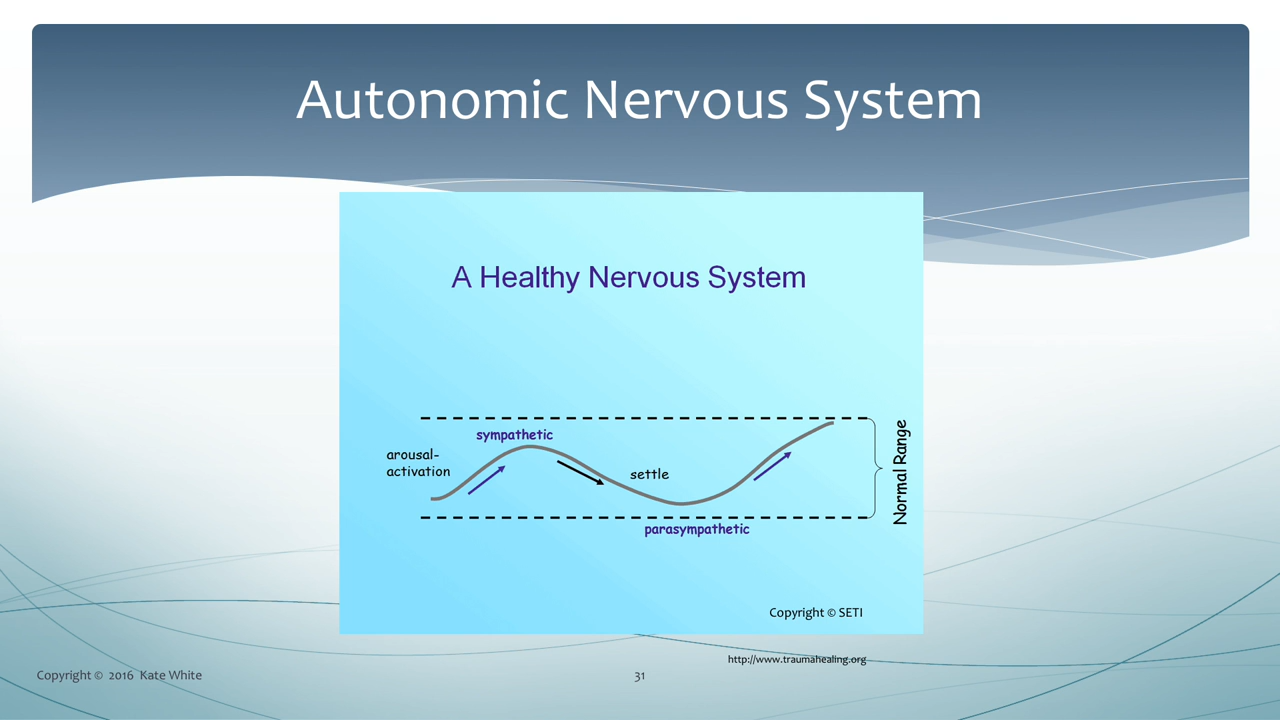 Autonomic Nervous System
A Healthy Nervous System
sympathetic
arousal-
activation
settle
parasympathetic
Normal Range
Copyright © SETI
http://www.traumahealing.org
Copyright © 2016 Kate White
31